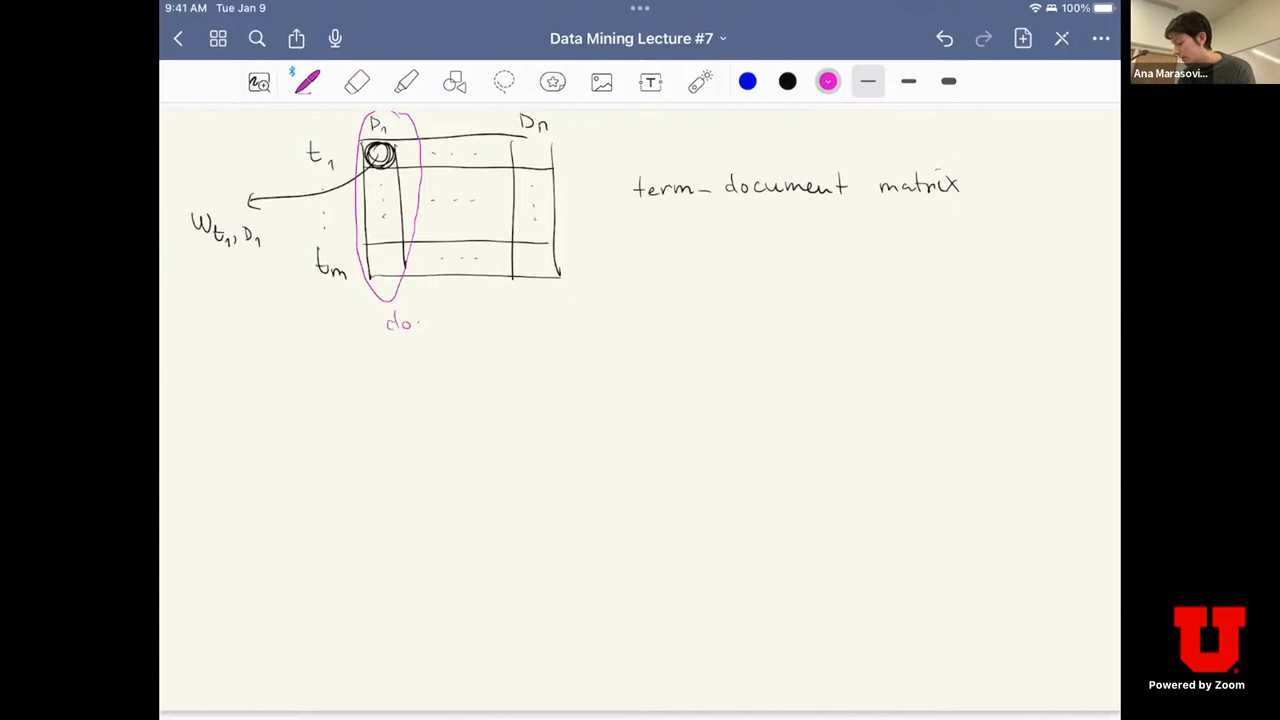 9:41 AM Tue Jan 9
100%
Data Mining Lecture #7
Ana Marasovi...
D1 Dn
t1
term-document matrix
Wt1, D1
tm
do
U
Powered by Zoom